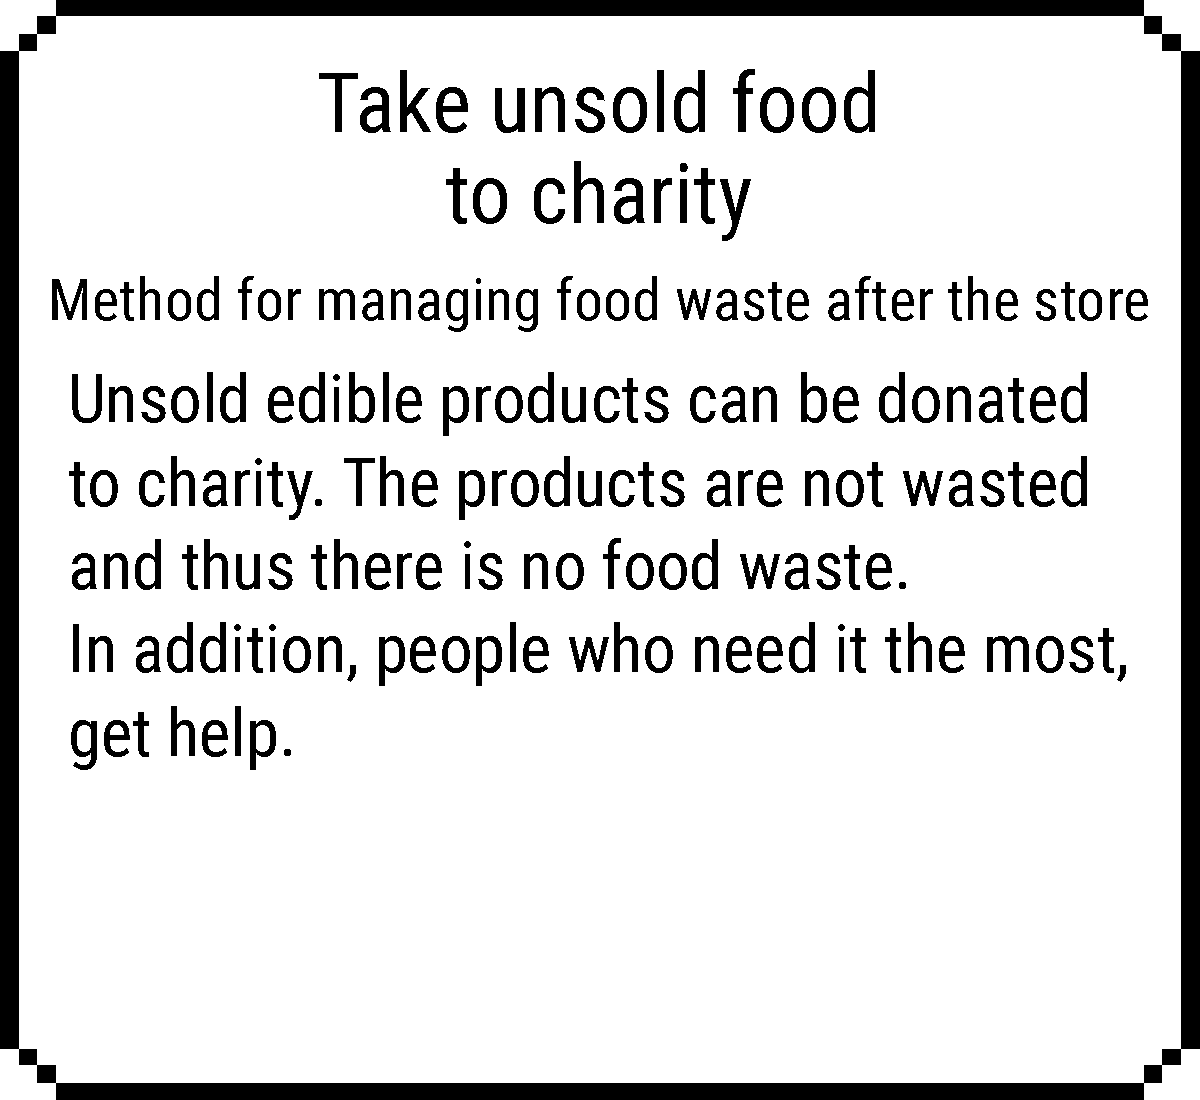 Take unsold food
to charity
Method for managing food waste after the store
Unsold edible products can be donated
to charity. The products are not wasted
and thus there is no food waste.
In addition, people who need it the most,
get help.